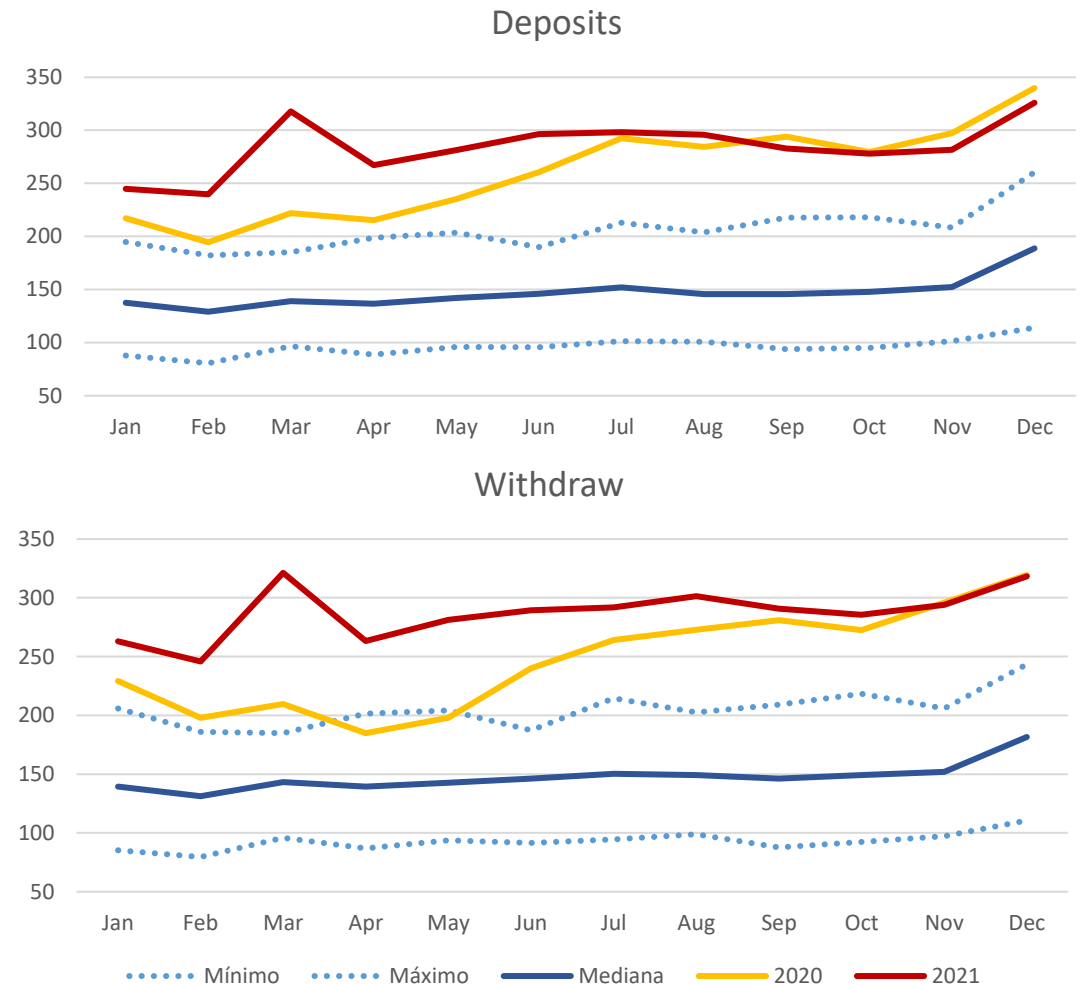 Deposits
350
300
250
200
150
100
50
Jan Feb Mar Apr May Jun Jul Aug Sep Oct Nov Dec
Withdraw
350
300
250
200
150
100
50
Jan Feb Mar Apr May Jun Jul Aug Sep Oct Nov Dec
Mínimo Máximo Mediana 2020 2021